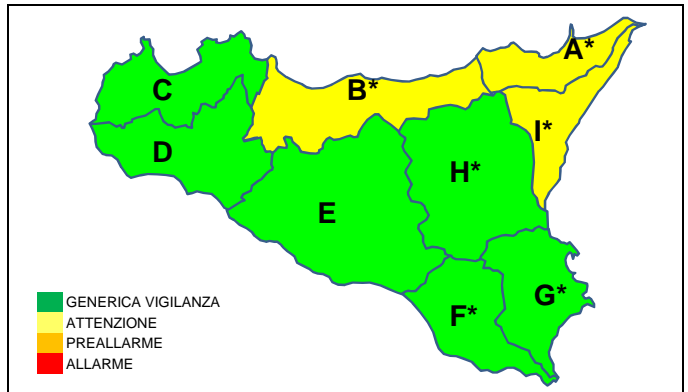 A*
B*
C
I*
D
H*
E
G*
F*
GENERICA VIGILANZA
ATTENZIONE
PREALLARME
ALLARME